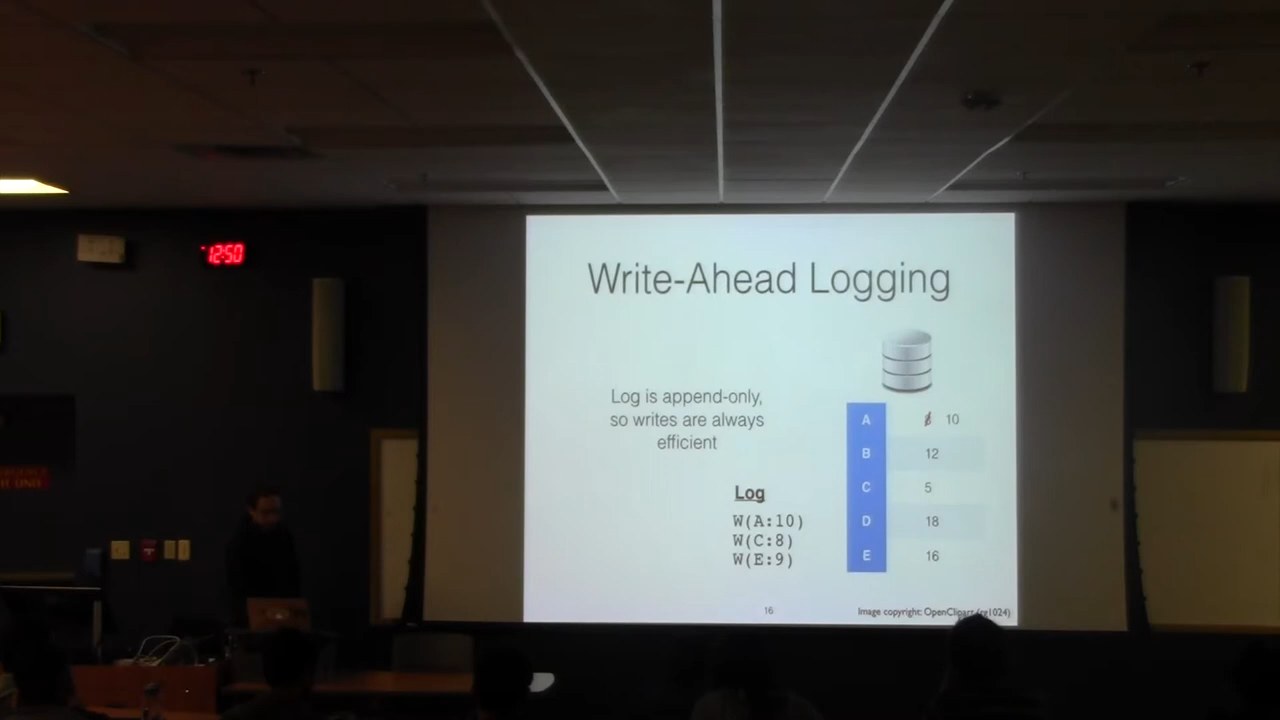 12:50
Write-Ahead Logging
Log is append-only,
so writes are always
efficient
Log
W(A:10)
W(C:8)
W(E:9)
A 10
B 12
C 5
D 18
E 16
16
Image copyright: OpenClipart (rg1024)